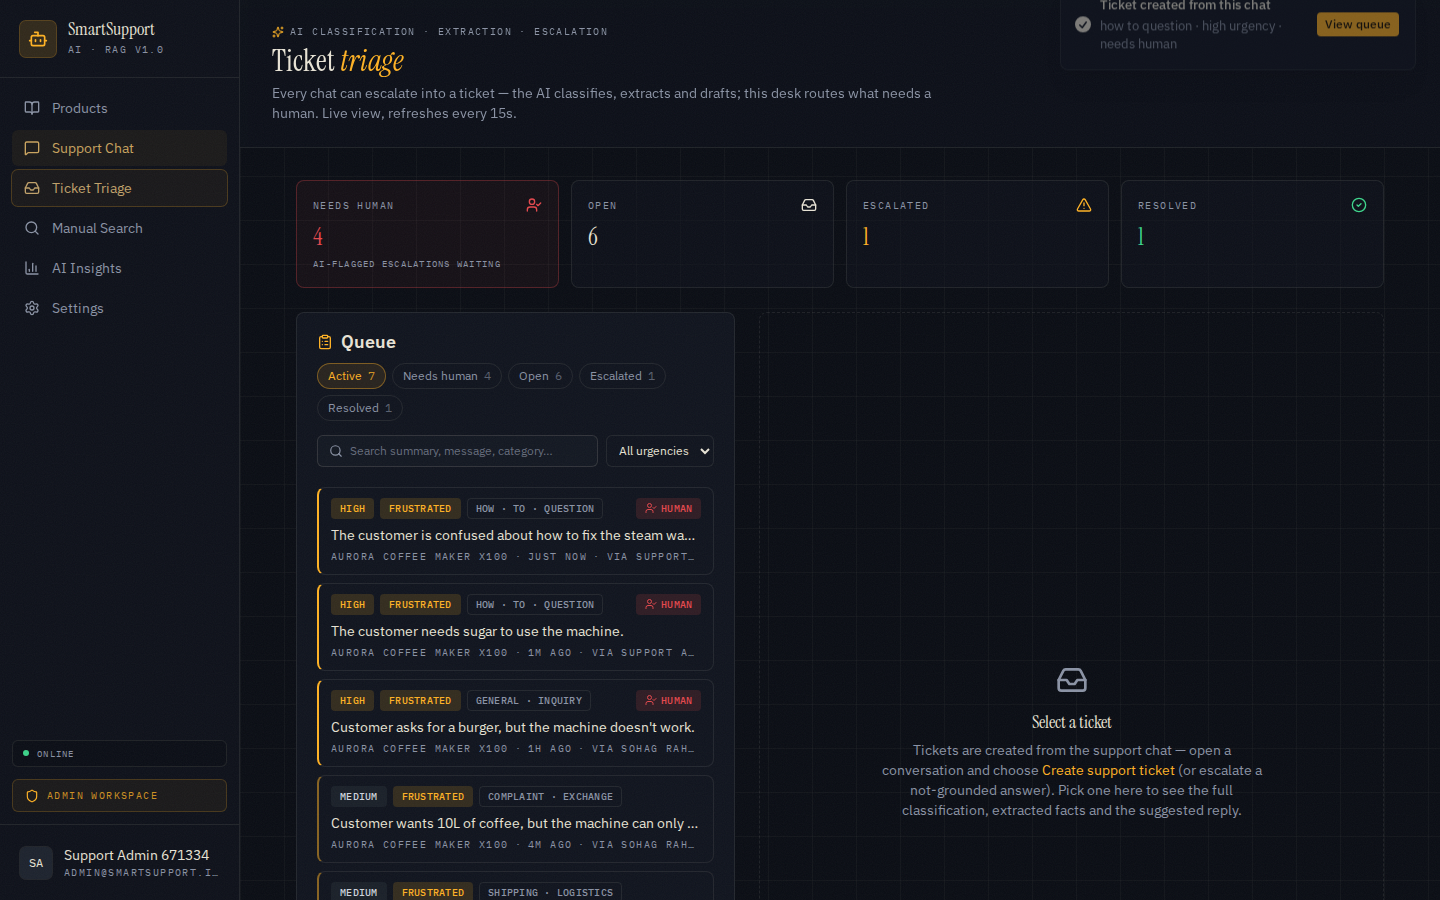 SmartSupport
AI · RAG V1.0
Products
Support Chat
Ticket Triage
Manual Search
AI Insights
Settings
ONLINE
ADMIN WORKSPACE
SA
Support Admin 671334
ADMIN@SMARTSUPPORT.I…
AI CLASSIFICATION · EXTRACTION · ESCALATION
Ticket triage
Every chat can escalate into a ticket — the AI classifies, extracts and drafts; this desk routes what needs a
human. Live view, refreshes every 15s.
Ticket created from this chat
how to question · high urgency ·
needs human
View queue
NEEDS HUMAN
4
AI-FLAGGED ESCALATIONS WAITING
OPEN
6
ESCALATED
1
RESOLVED
1
Queue
Active 7
Needs human 4
Open 6
Escalated 1
Resolved 1
Search summary, message, category…
All urgencies
HIGH FRUSTRATED HOW · TO · QUESTION HUMAN
The customer is confused about how to fix the steam wa…
AURORA COFFEE MAKER X100 · JUST NOW · VIA SUPPORT…
HIGH FRUSTRATED HOW · TO · QUESTION HUMAN
The customer needs sugar to use the machine.
AURORA COFFEE MAKER X100 · 1M AGO · VIA SUPPORT A…
HIGH FRUSTRATED GENERAL · INQUIRY HUMAN
Customer asks for a burger, but the machine doesn't work.
AURORA COFFEE MAKER X100 · 1H AGO · VIA SOHAG RAH…
MEDIUM FRUSTRATED COMPLAINT · EXCHANGE
Customer wants 10L of coffee, but the machine can only …
AURORA COFFEE MAKER X100 · 4M AGO · VIA SOHAG RAH…
MEDIUM FRUSTRATED SHIPPING · LOGISTICS
Select a ticket
Tickets are created from the support chat — open a
conversation and choose Create support ticket (or escalate a
not-grounded answer). Pick one here to see the full
classification, extracted facts and the suggested reply.